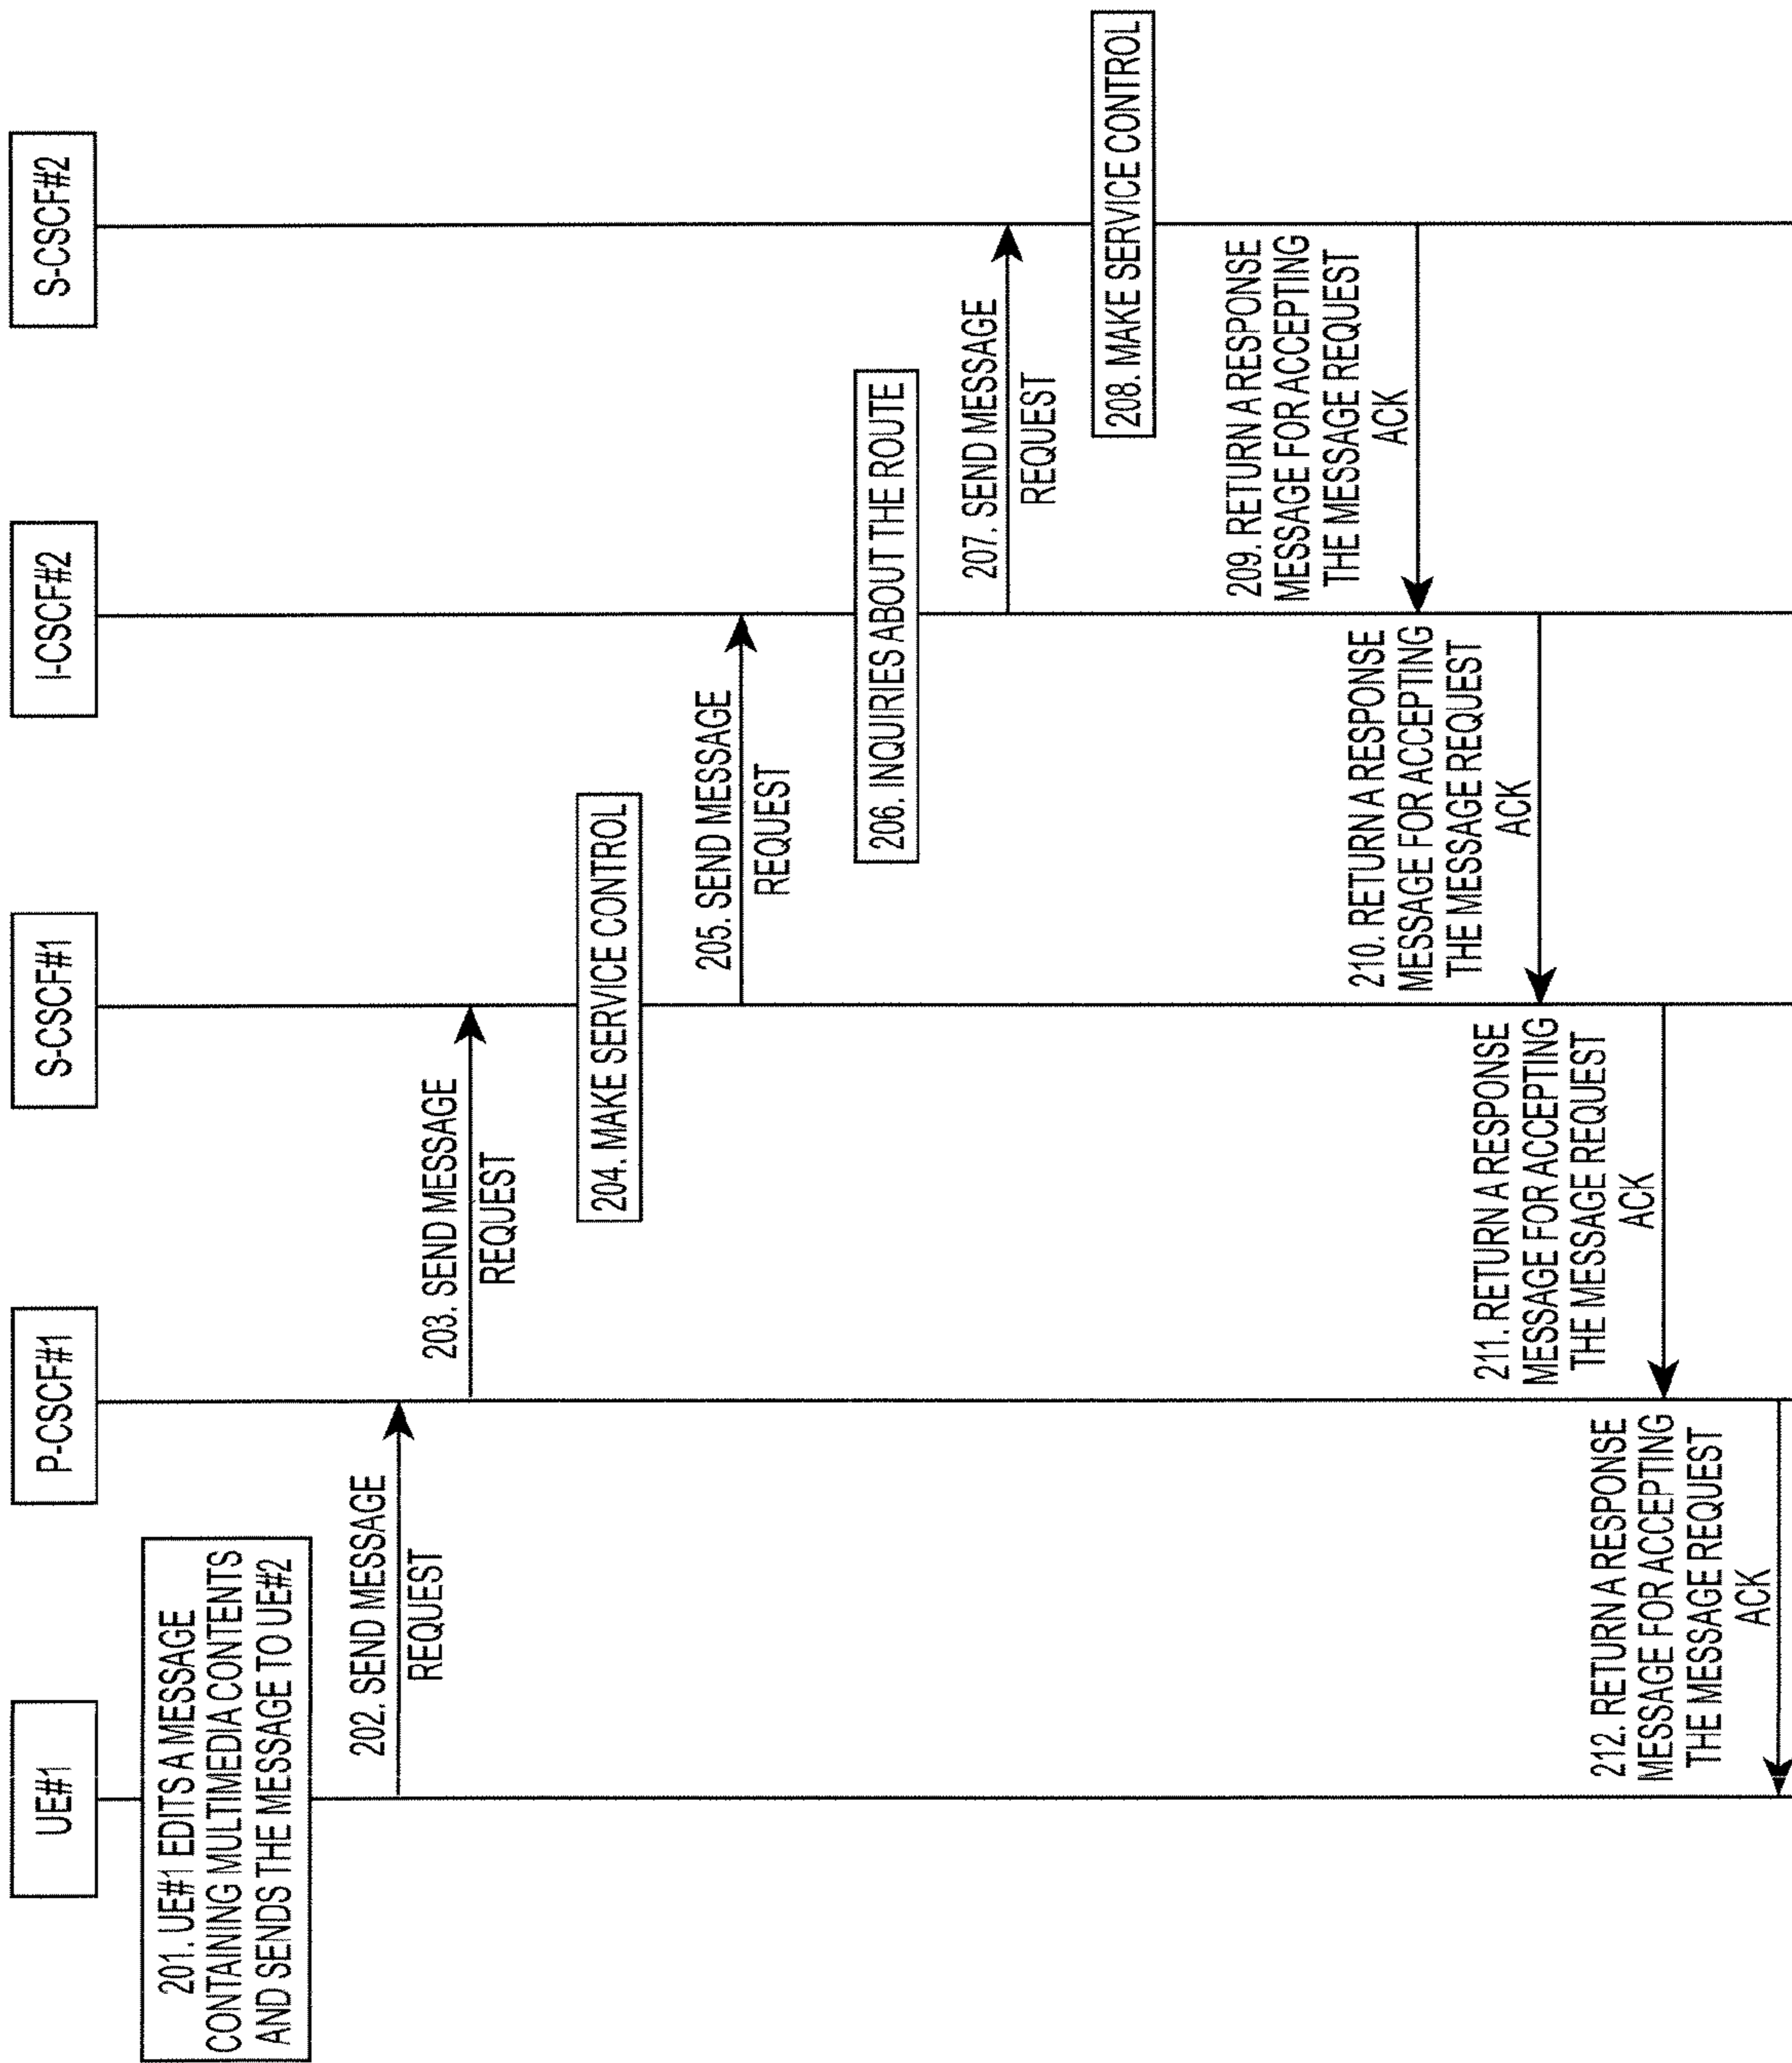 UE#1
P-CSCF#1
S-CSCF#1
I-CSCF#2
S-CSCF#2
201. UE#1 EDITS A MESSAGE
CONTAINING MULTIMEDIA CONTENTS
AND SENDS THE MESSAGE TO UE#2
202. SEND MESSAGE
REQUEST
203. SEND MESSAGE
REQUEST
204. MAKE SERVICE CONTROL
205. SEND MESSAGE
REQUEST
206. INQUIRIES ABOUT THE ROUTE
207. SEND MESSAGE
REQUEST
208. MAKE SERVICE CONTROL
209. RETURN A RESPONSE
MESSAGE FOR ACCEPTING
THE MESSAGE REQUEST
ACK
210. RETURN A RESPONSE
MESSAGE FOR ACCEPTING
THE MESSAGE REQUEST
ACK
211. RETURN A RESPONSE
MESSAGE FOR ACCEPTING
THE MESSAGE REQUEST
ACK
212. RETURN A RESPONSE
MESSAGE FOR ACCEPTING
THE MESSAGE REQUEST
ACK